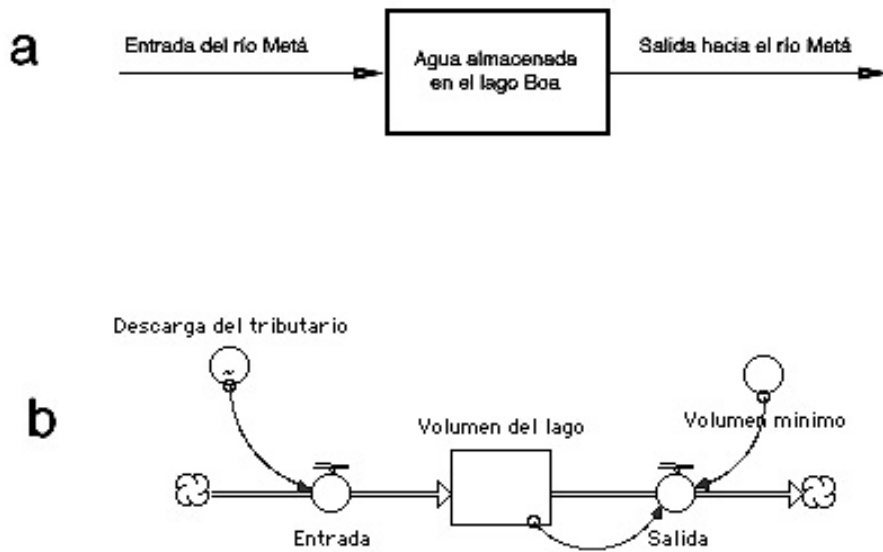 a
Entrada del río Metá
Agua almacenada
en el lago Boa
Salida hacia el río Metá
b
Descarga del tributario
~
Volumen del lago
Volumen minimo
Entrada
Salida